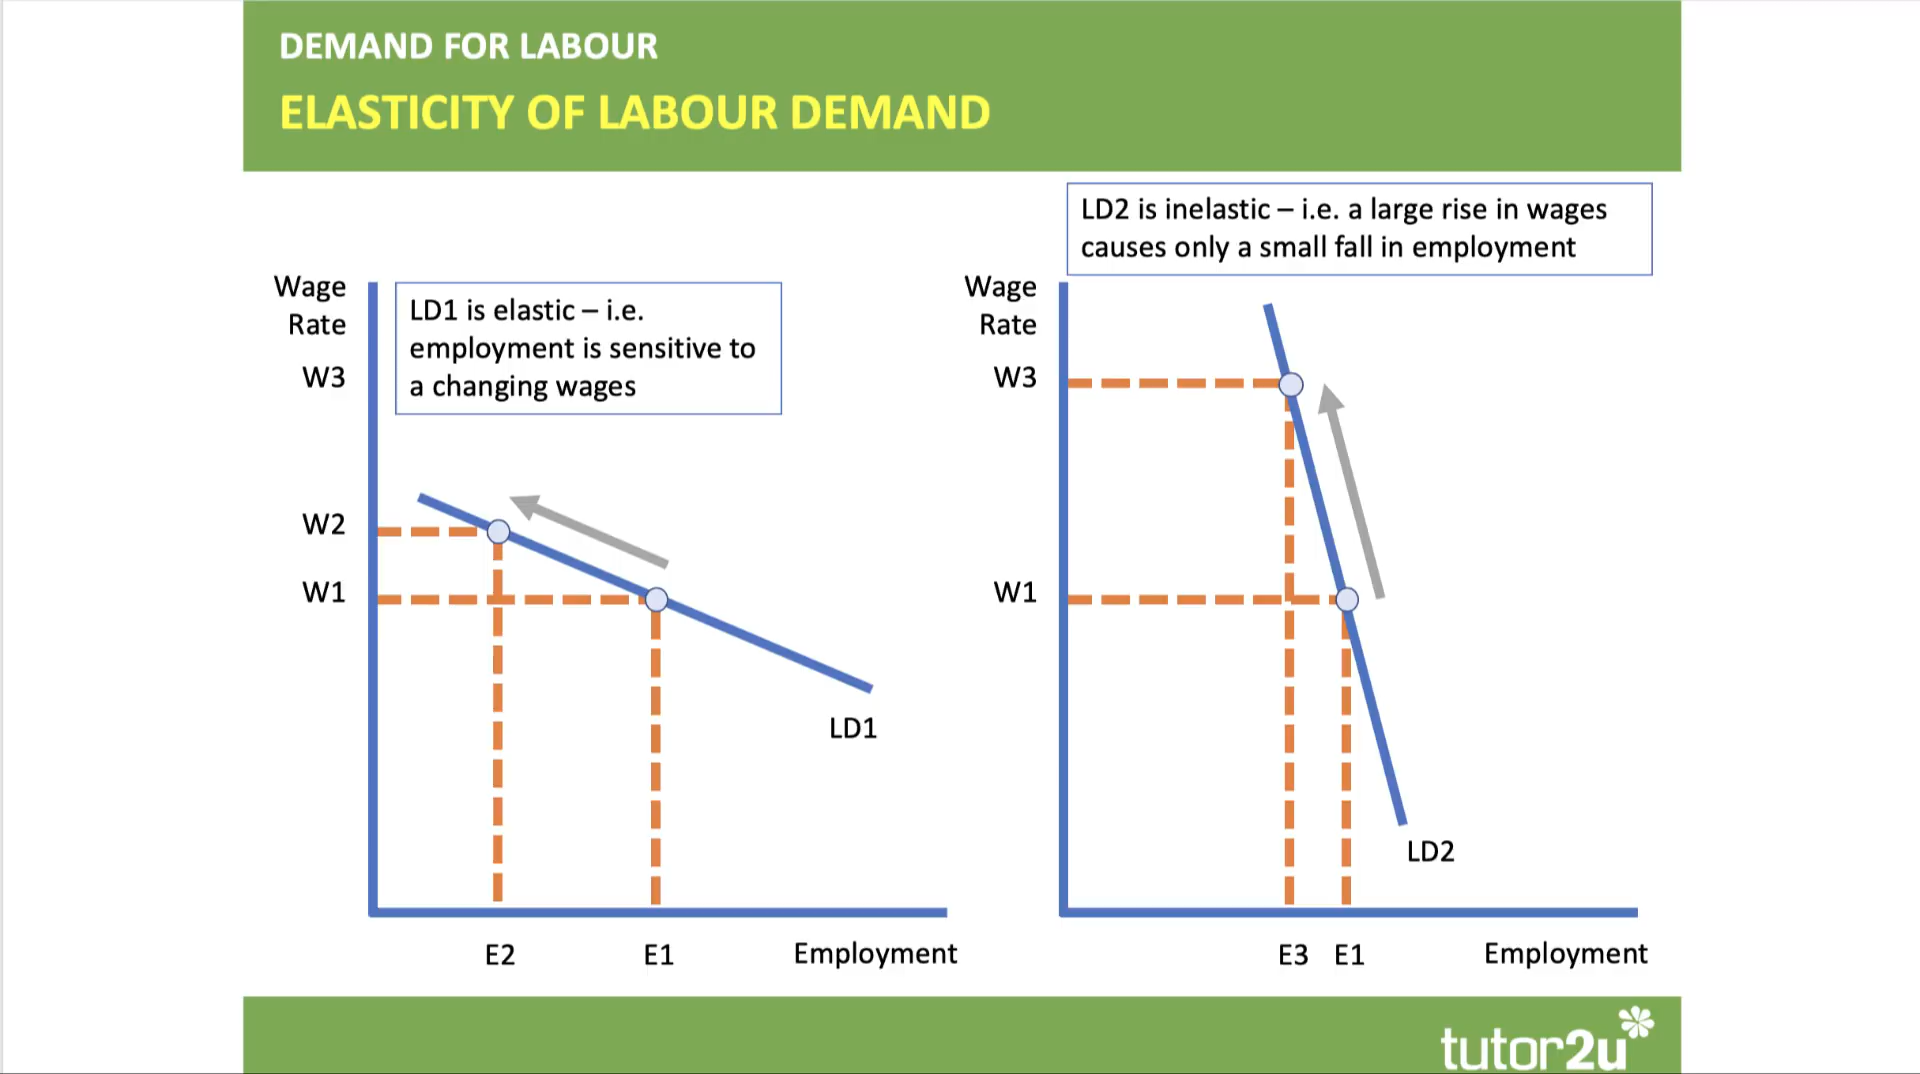 DEMAND FOR LABOUR
ELASTICITY OF LABOUR DEMAND
LD2 is inelastic – i.e. a large rise in wages
causes only a small fall in employment
Wage
Rate
W3
LD1 is elastic – i.e.
employment is sensitive to
a changing wages
W2
W1
LD1
E2
E1
Employment
Wage
Rate
W3
W1
LD2
E3
E1
Employment
tutor2u